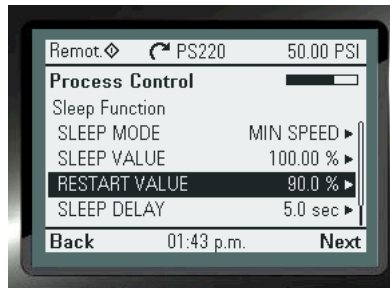 Remot. PS220 50.00 PSI
Process Control
Sleep Function
SLEEP MODE MIN SPEED
SLEEP VALUE 100.00 %
RESTART VALUE 90.0 %
SLEEP DELAY 5.0 sec
Back 01:43 p.m. Next